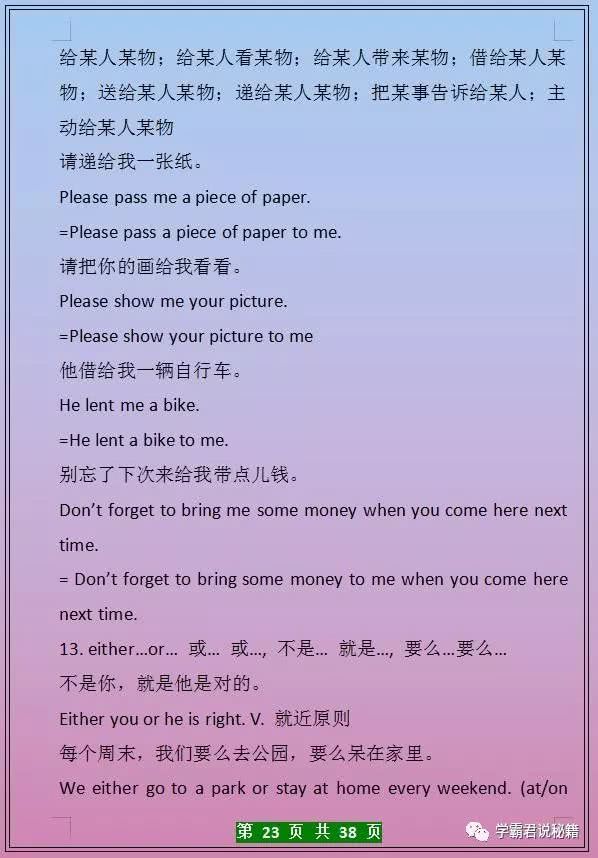 给某人某物；给某人看某物；给某人带来某物；借给某人某
物；送给某人某物；递给某人某物；把某事告诉给某人；主
动给某人某物
请递给我一张纸。
Please pass me a piece of paper.
=Please pass a piece of paper to me.
请把你的画给我看看。
Please show me your picture.
=Please show your picture to me
他借给我一辆自行车。
He lent me a bike.
=He lent a bike to me.
别忘了下次来给我带点儿钱。
Don’t forget to bring me some money when you come here next
time.
= Don’t forget to bring some money to me when you come here
next time.
13. either…or… 或… 或…, 不是… 就是…, 要么…要么…
不是你，就是他是对的。
Either you or he is right. V. 就近原则
每个周末，我们要么去公园，要么呆在家里。
We either go to a park or stay at home every weekend. (at/on
第 23 页 共 38 页
学霸君说秘籍